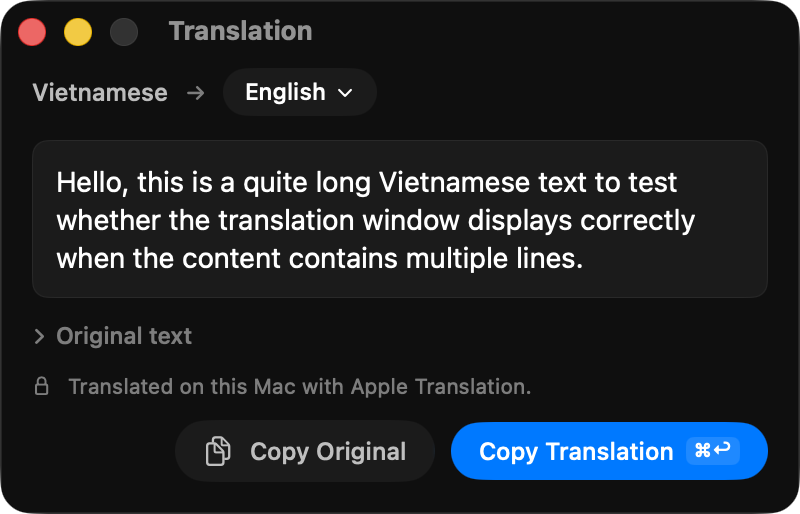 Translation
Vietnamese → English
Hello, this is a quite long Vietnamese text to test
whether the translation window displays correctly
when the content contains multiple lines.
Original text
Translated on this Mac with Apple Translation.
Copy Original
Copy Translation ⌘↩